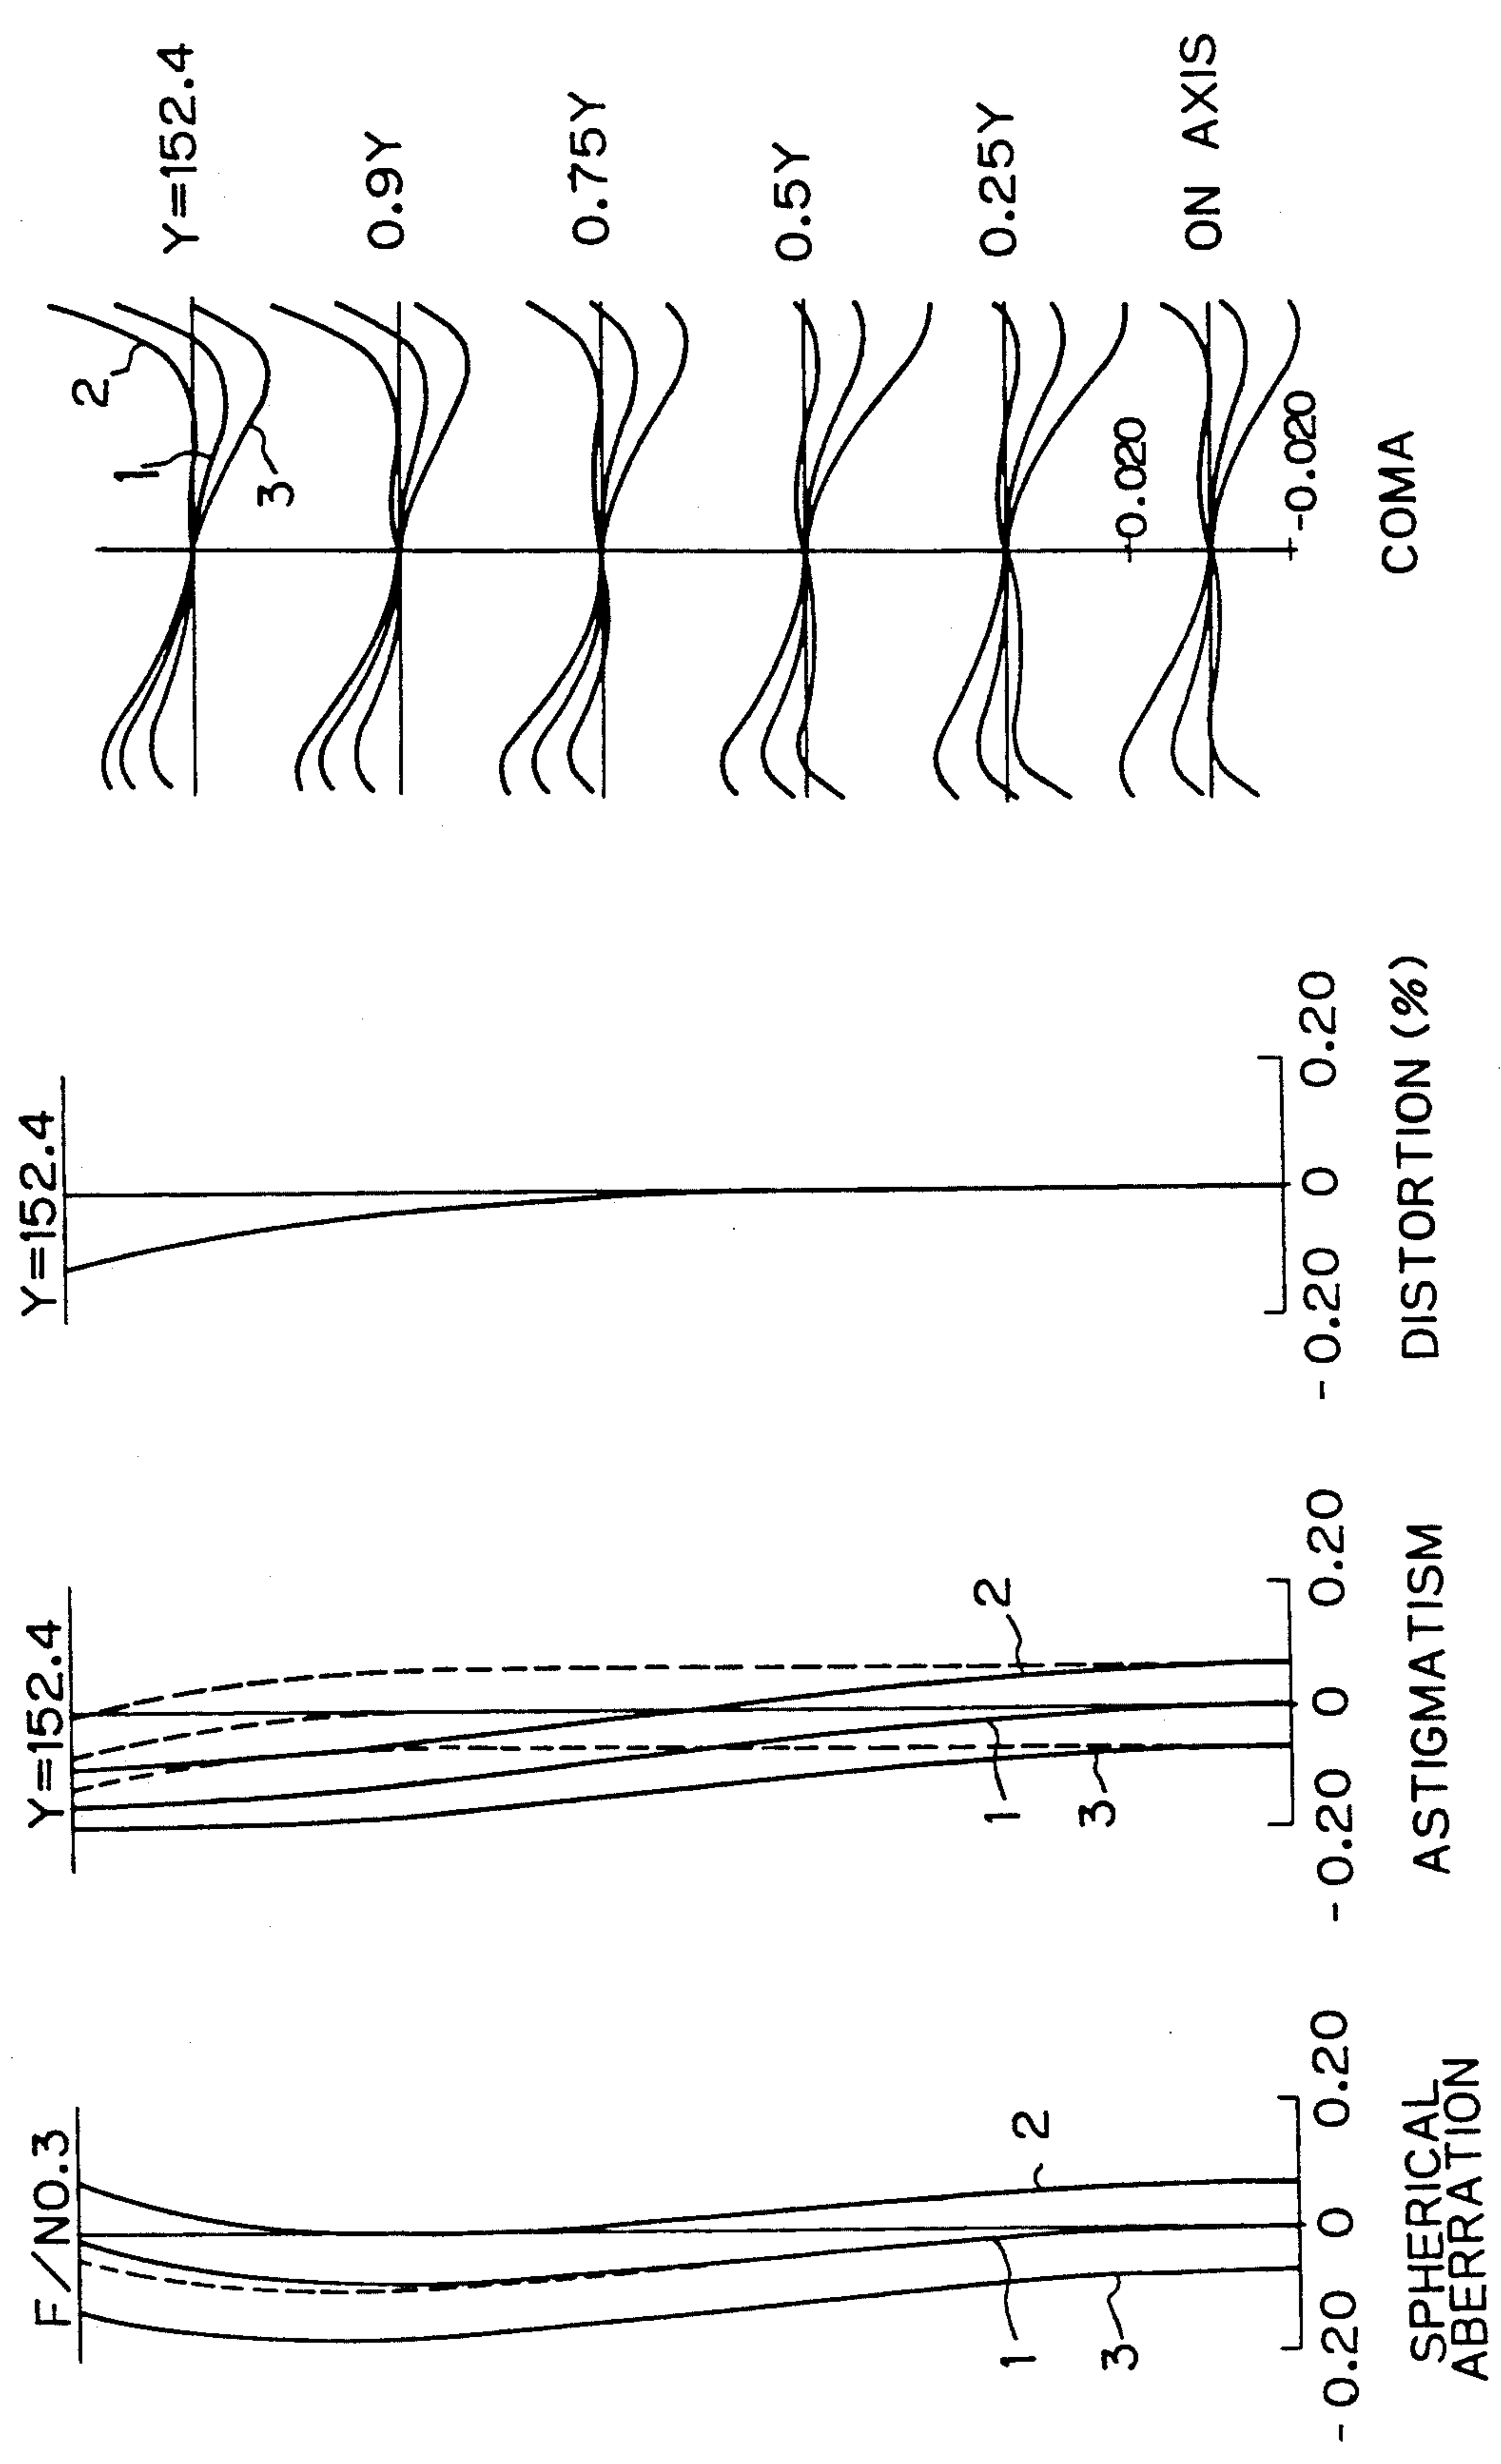 F/NO.3
2
1
3
-0.20 0 0.20
SPHERICAL
ABERRATION
Y=152.4
2
1
3
-0.20 0 0.20
ASTIGMATISM
Y=152.4
-0.20 0 0.20
DISTORTION (%)
2
1
3
Y=152.4
0.9Y
0.75Y
0.5Y
0.25Y
0.020
ON AXIS
-0.020
COMA